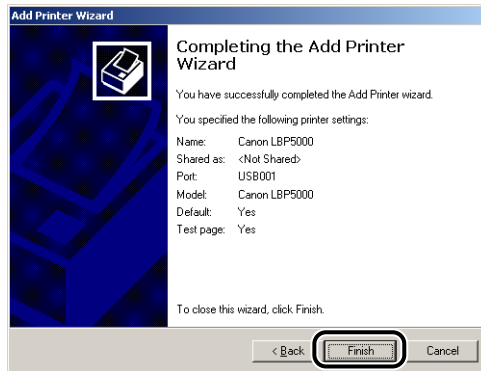 Add Printer Wizard
Completing the Add Printer
Wizard
You have successfully completed the Add Printer wizard.
You specified the following printer settings:
Name: Canon LBP5000
Shared as: <Not Shared>
Port: USB001
Model: Canon LBP5000
Default: Yes
Test page: Yes
To close this wizard, click Finish.
< Back Finish Cancel